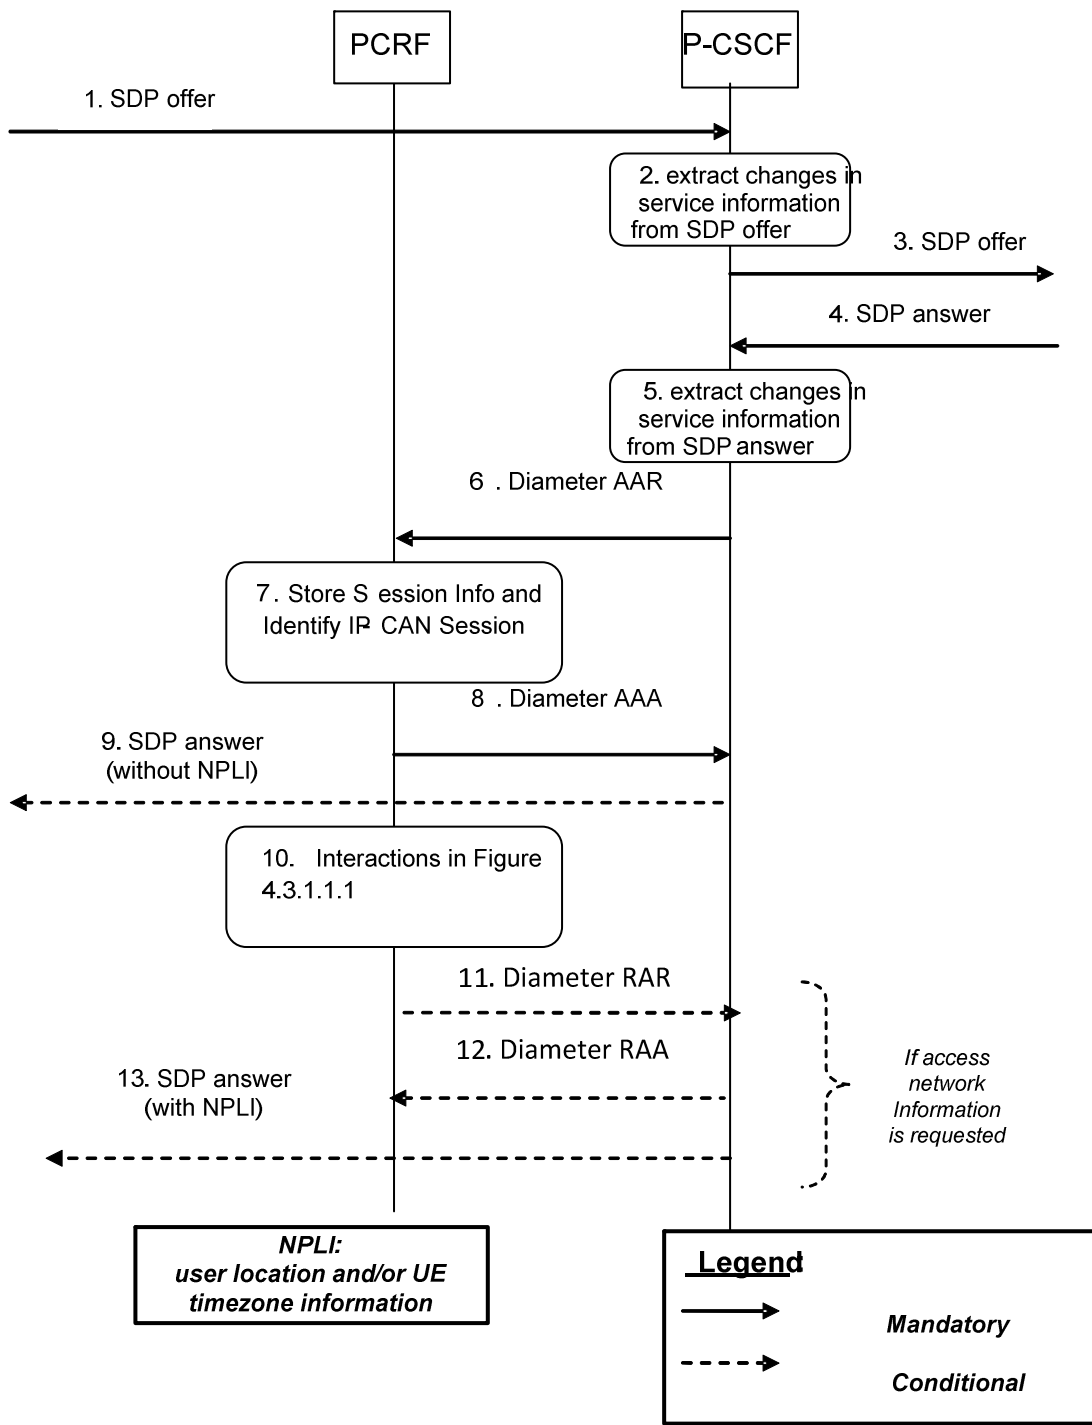 PCRF
P-CSCF
1. SDP offer
2. extract changes in
service information
from SDP offer
3. SDP offer
4. SDP answer
5. extract changes in
service information
from SDP answer
6 . Diameter AAR
7. Store S ession Info and
Identify IP- CAN Session
8 . Diameter AAA
9. SDP answer
(without NPLI)
10. Interactions in Figure
4.3.1.1.1
11. Diameter RAR
12. Diameter RAA
13. SDP answer
(with NPLI)
If access
network
Information
is requested
NPLI:
user location and/or UE
timezone information
Legend:
Mandatory
Conditional